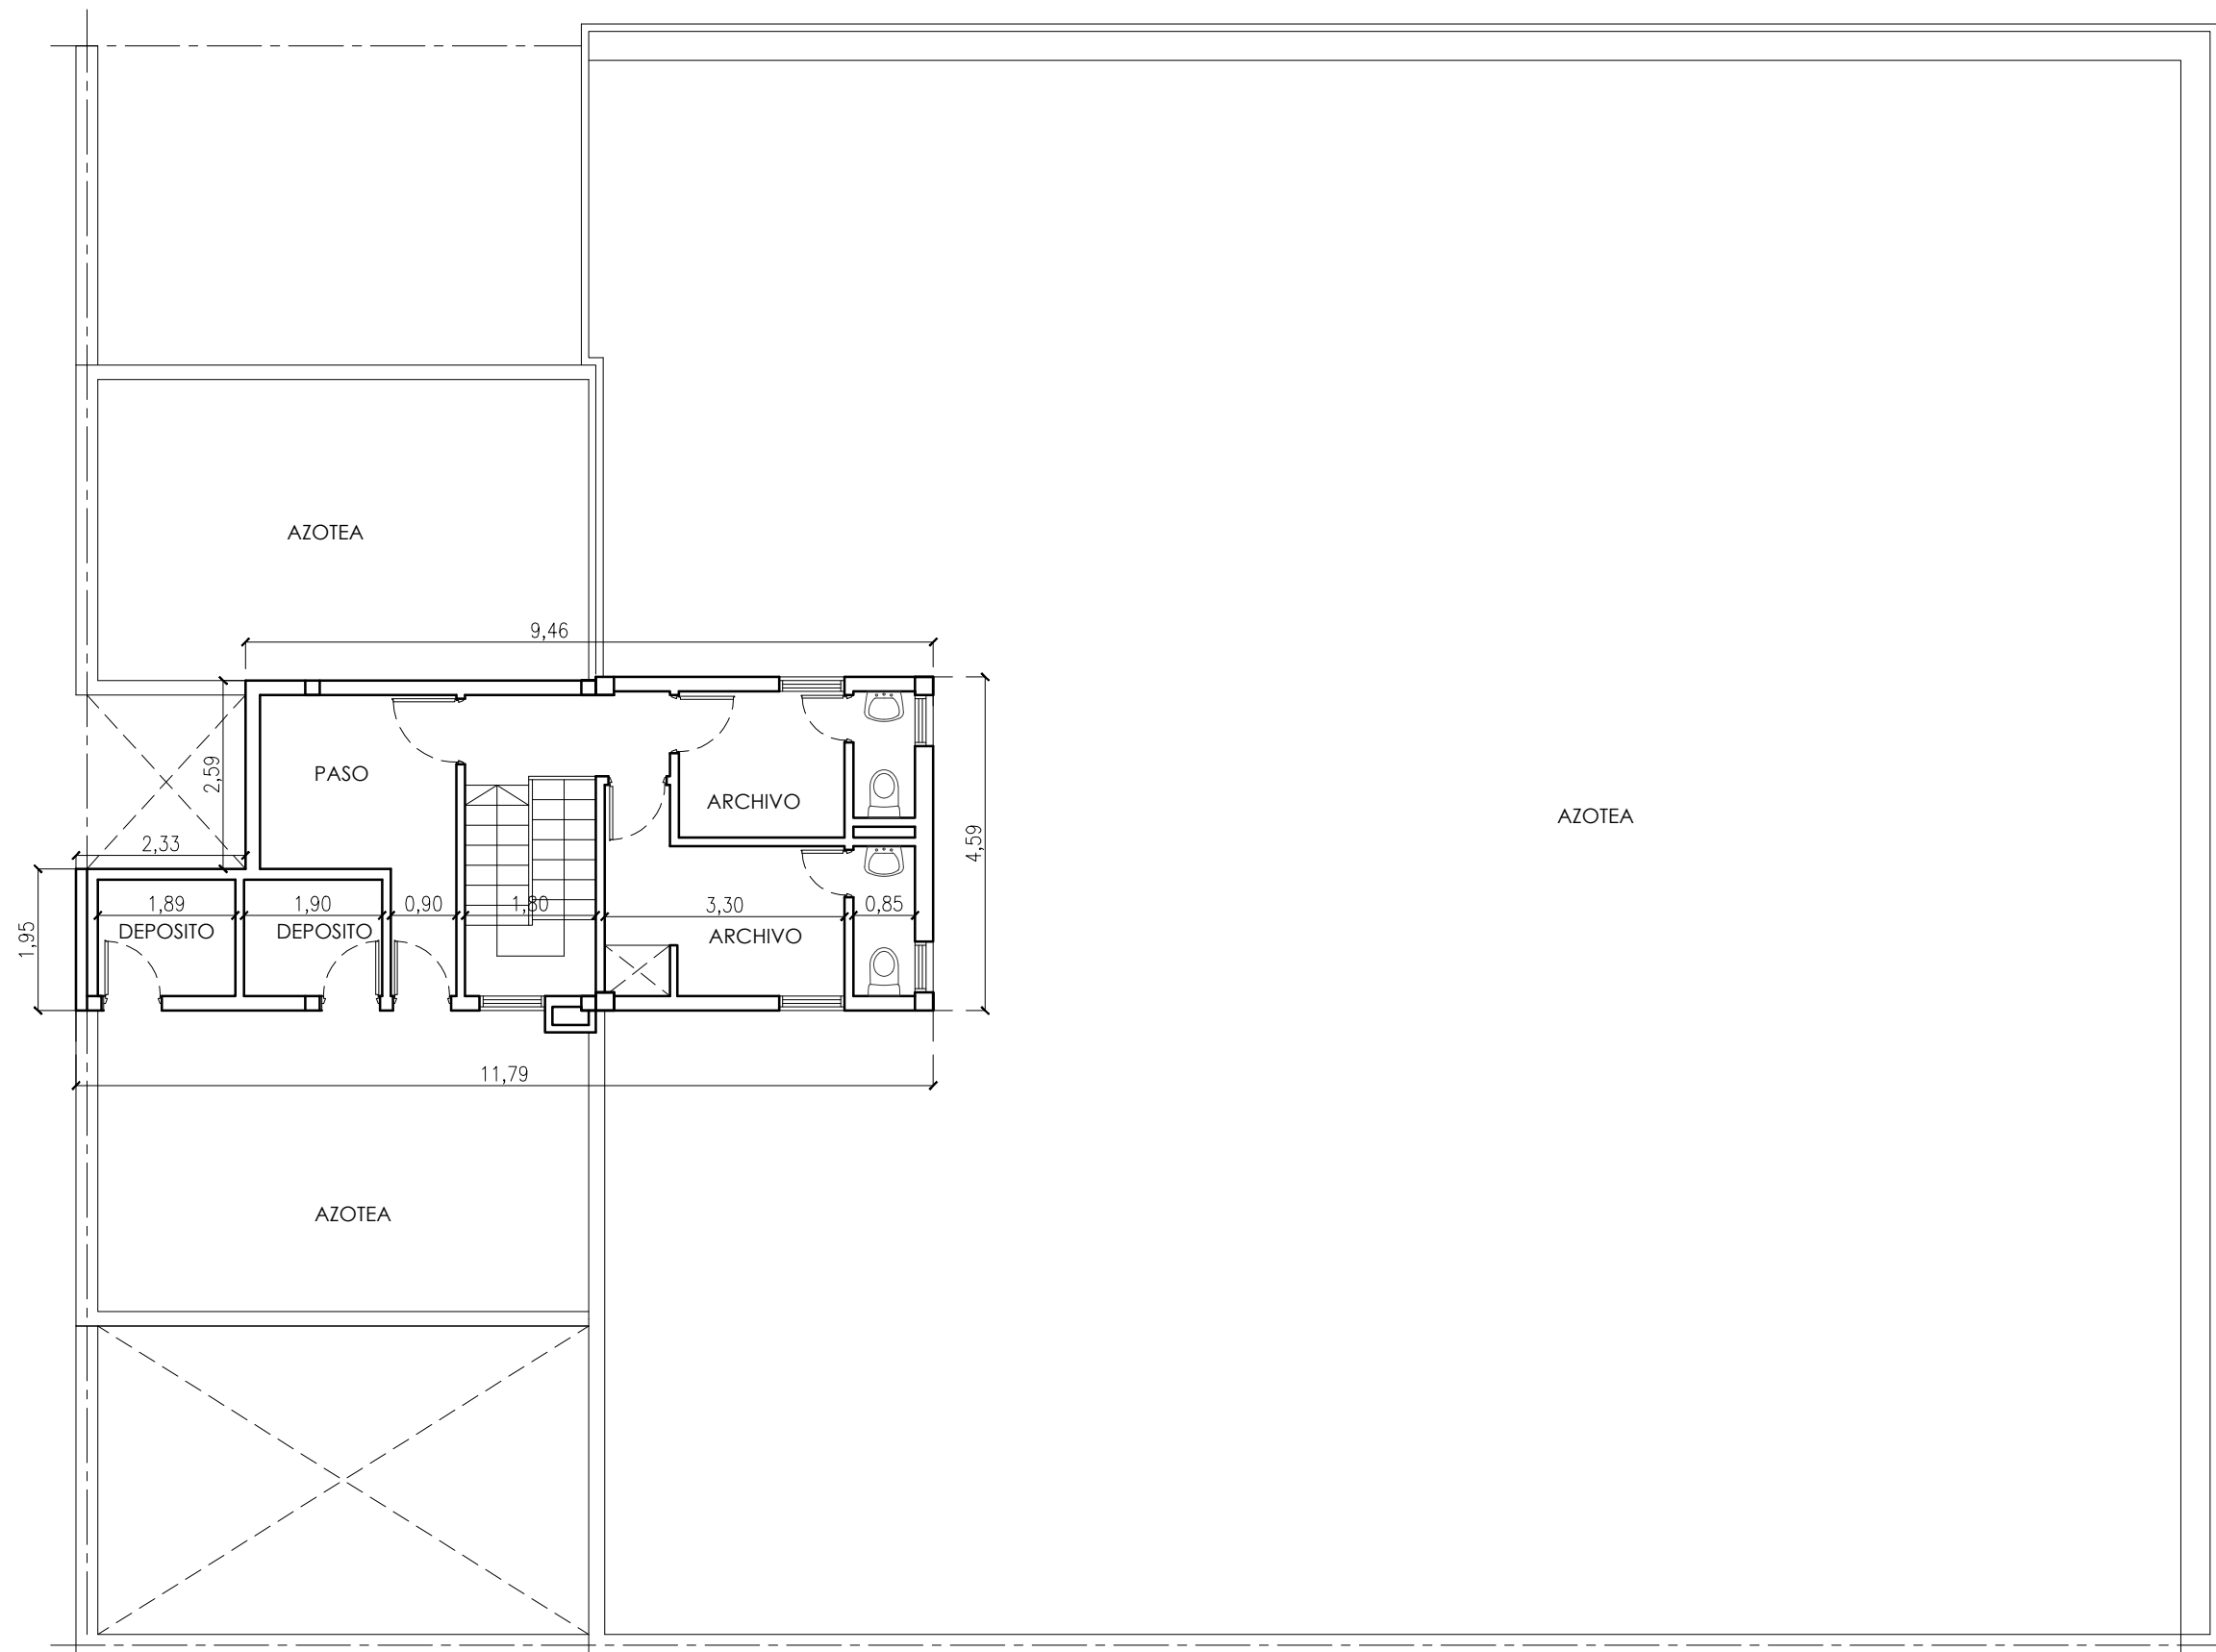 AZOTEA
9,46
PASO
2,59
ARCHIVO
AZOTEA
4,59
2,33
1,89
1,90
0,90
1,80
3,30
0,85
1,95
DEPOSITO
DEPOSITO
ARCHIVO
11,79
AZOTEA